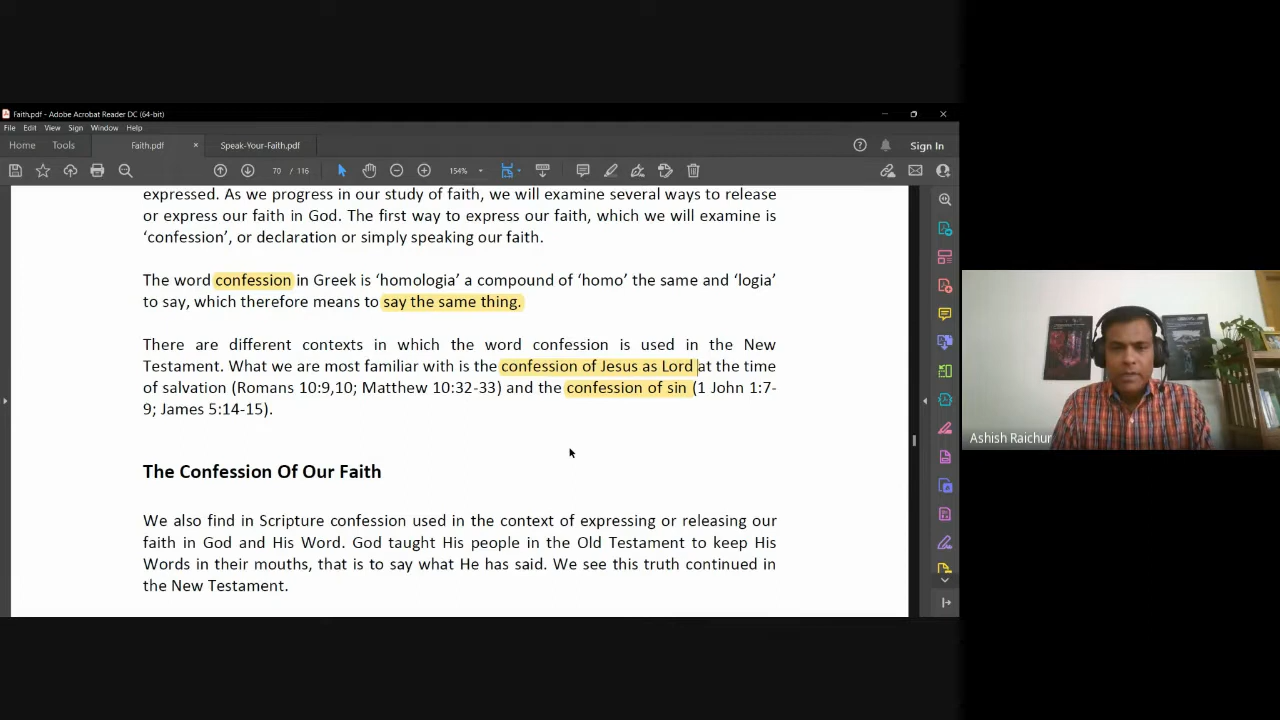 Faith.pdf - Adobe Acrobat Reader DC (64-bit)
File Edit View Sign Window Help
Home Tools Faith.pdf × Speak-Your-Faith.pdf Sign In
70 / 116 154%
expressed. As we progress in our study of faith, we will examine several ways to release
or express our faith in God. The first way to express our faith, which we will examine is
‘confession’, or declaration or simply speaking our faith.
The word confession in Greek is ‘homologia’ a compound of ‘homo’ the same and ‘logia’
to say, which therefore means to say the same thing.
There are different contexts in which the word confession is used in the New
Testament. What we are most familiar with is the confession of Jesus as Lord at the time
of salvation (Romans 10:9,10; Matthew 10:32-33) and the confession of sin (1 John 1:7-
9; James 5:14-15).
The Confession Of Our Faith
We also find in Scripture confession used in the context of expressing or releasing our
faith in God and His Word. God taught His people in the Old Testament to keep His
Words in their mouths, that is to say what He has said. We see this truth continued in
the New Testament.
Ashish Raichur